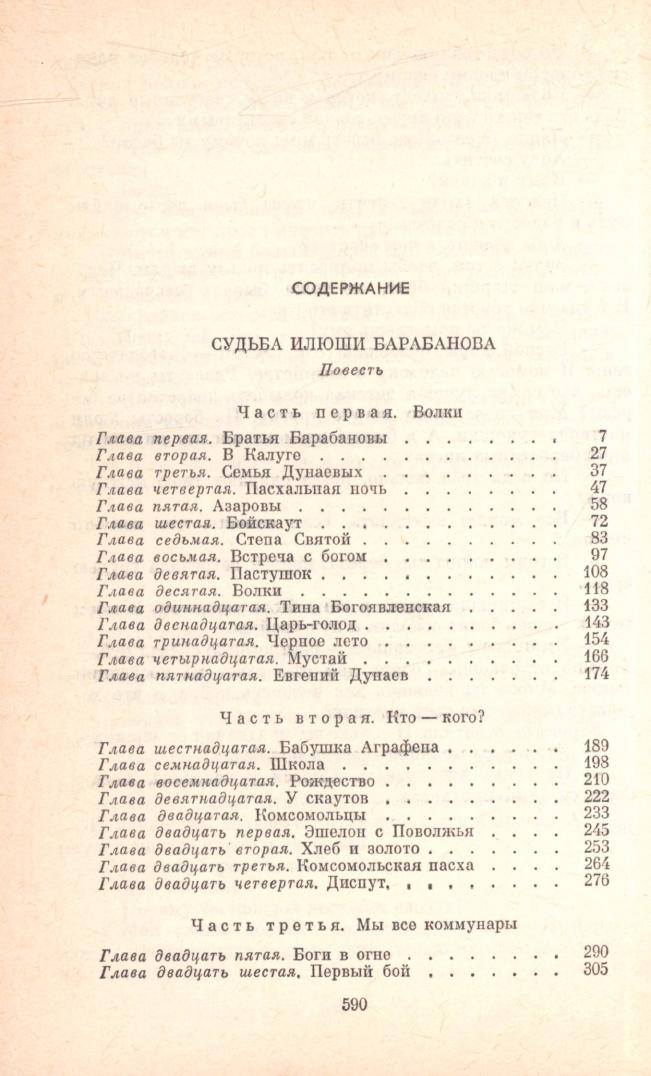 СОДЕРЖАНИЕ
СУДЬБА ИЛЮШИ БАРАБАНОВА
Повесть
Часть первая. Волки
Глава первая. Братья Барабановы . . . . . . . . 7
Глава вторая. В Калуге . . . . . . . . . . . . 27
Глава третья. Семья Дунаевых . . . . . . . . . 37
Глава четвертая. Пасхальная ночь . . . . . . . . 47
Глава пятая. Азаровы . . . . . . . . . . . . 58
Глава шестая. Бойскаут . . . . . . . . . . . . 72
Глава седьмая. Степа Святой . . . . . . . . . . 83
Глава восьмая. Встреча с богом . . . . . . . . . 97
Глава девятая. Пастушок . . . . . . . . . . . . 108
Глава десятая. Волки . . . . . . . . . . . . 118
Глава одиннадцатая. Тина Богоявленская . . . . . 133
Глава двенадцатая. Царь-голод . . . . . . . . . 143
Глава тринадцатая. Черное лето . . . . . . . . . 154
Глава четырнадцатая. Мустай . . . . . . . . . . 166
Глава пятнадцатая. Евгений Дунаев . . . . . . . 174
Часть вторая. Кто — кого?
Глава шестнадцатая. Бабушка Аграфена . . . . . . 189
Глава семнадцатая. Школа . . . . . . . . . . . 198
Глава восемнадцатая. Рождество . . . . . . . . . 210
Глава девятнадцатая. У скаутов . . . . . . . . . 222
Глава двадцатая. Комсомольцы . . . . . . . . . 233
Глава двадцать первая. Эшелон с Поволжья . . . . 245
Глава двадцать вторая. Хлеб и золото . . . . . . . 253
Глава двадцать третья. Комсомольская пасха . . . . 264
Глава двадцать четвертая. Диспут. . . . . . . . . 276
Часть третья. Мы все коммунары
Глава двадцать пятая. Боги в огне . . . . . . . . 290
Глава двадцать шестая. Первый бой . . . . . . . 305
590